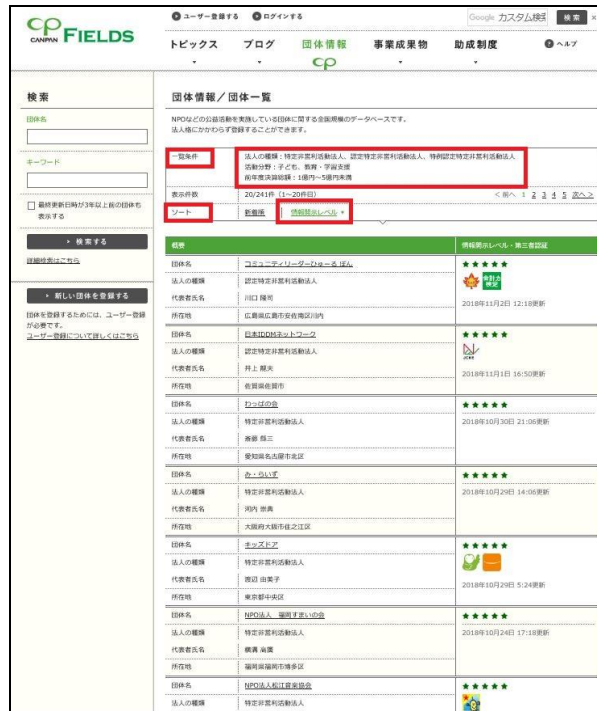 CANPAN FIELDS
ユーザー登録する ログインする
Google カスタム検 検索 ×
トピックス ブログ 団体情報 事業成果物 助成制度 ヘルプ
検索
団体名
キーワード
最終更新日時が3年以上前の団体も
表示する
検索する
詳細検索はこちら
新しい団体を登録する
団体を登録するためには、ユーザー登録
が必要です。
ユーザー登録について詳しくはこちら
団体情報／団体一覧
NPOなどの公益活動を実施している団体に関する全国規模のデータベースです。
法人格にかかわらず登録することができます。
一覧条件
法人の種類：特定非営利活動法人、認定特定非営利活動法人、特例認定特定非営利活動法人
活動分野：子ども、教育・学習支援
前年度決算総額：1億円～5億円未満
表示件数 20/241件 (1～20件目) <前へ 1 2 3 4 5 次へ>
ソート 新着順 情報開示レベル
概要 情報開示レベル・第三者認証
団体名 コミュニティリーダーひゅーるぽん ★★★★★
法人の種類 認定特定非営利活動法人
代表者氏名 川口 隆司
所在地 広島県広島市安佐南区川内
2018年11月2日 12:18更新
団体名 日本IDDMネットワーク ★★★★★
法人の種類 認定特定非営利活動法人
代表者氏名 井上 龍夫
所在地 佐賀県佐賀市
2018年11月1日 16:50更新
団体名 わっぱの会 ★★★★★
法人の種類 特定非営利活動法人 2018年10月30日 21:06更新
代表者氏名 斎藤 縣三
所在地 愛知県名古屋市北区
団体名 み・らいず ★★★★★
法人の種類 特定非営利活動法人 2018年10月29日 14:06更新
代表者氏名 河内 崇典
所在地 大阪府大阪市住之江区
団体名 キッズドア ★★★★★
法人の種類 特定非営利活動法人
代表者氏名 渡辺 由美子
所在地 東京都中央区
2018年10月29日 5:24更新
団体名 NPO法人 福岡すまいの会 ★★★★★
法人の種類 特定非営利活動法人 2018年10月24日 17:18更新
代表者氏名
所在地 福岡県福岡市博多区
団体名 NPO法人松江音楽協会 ★★★★★
法人の種類 特定非営利活動法人